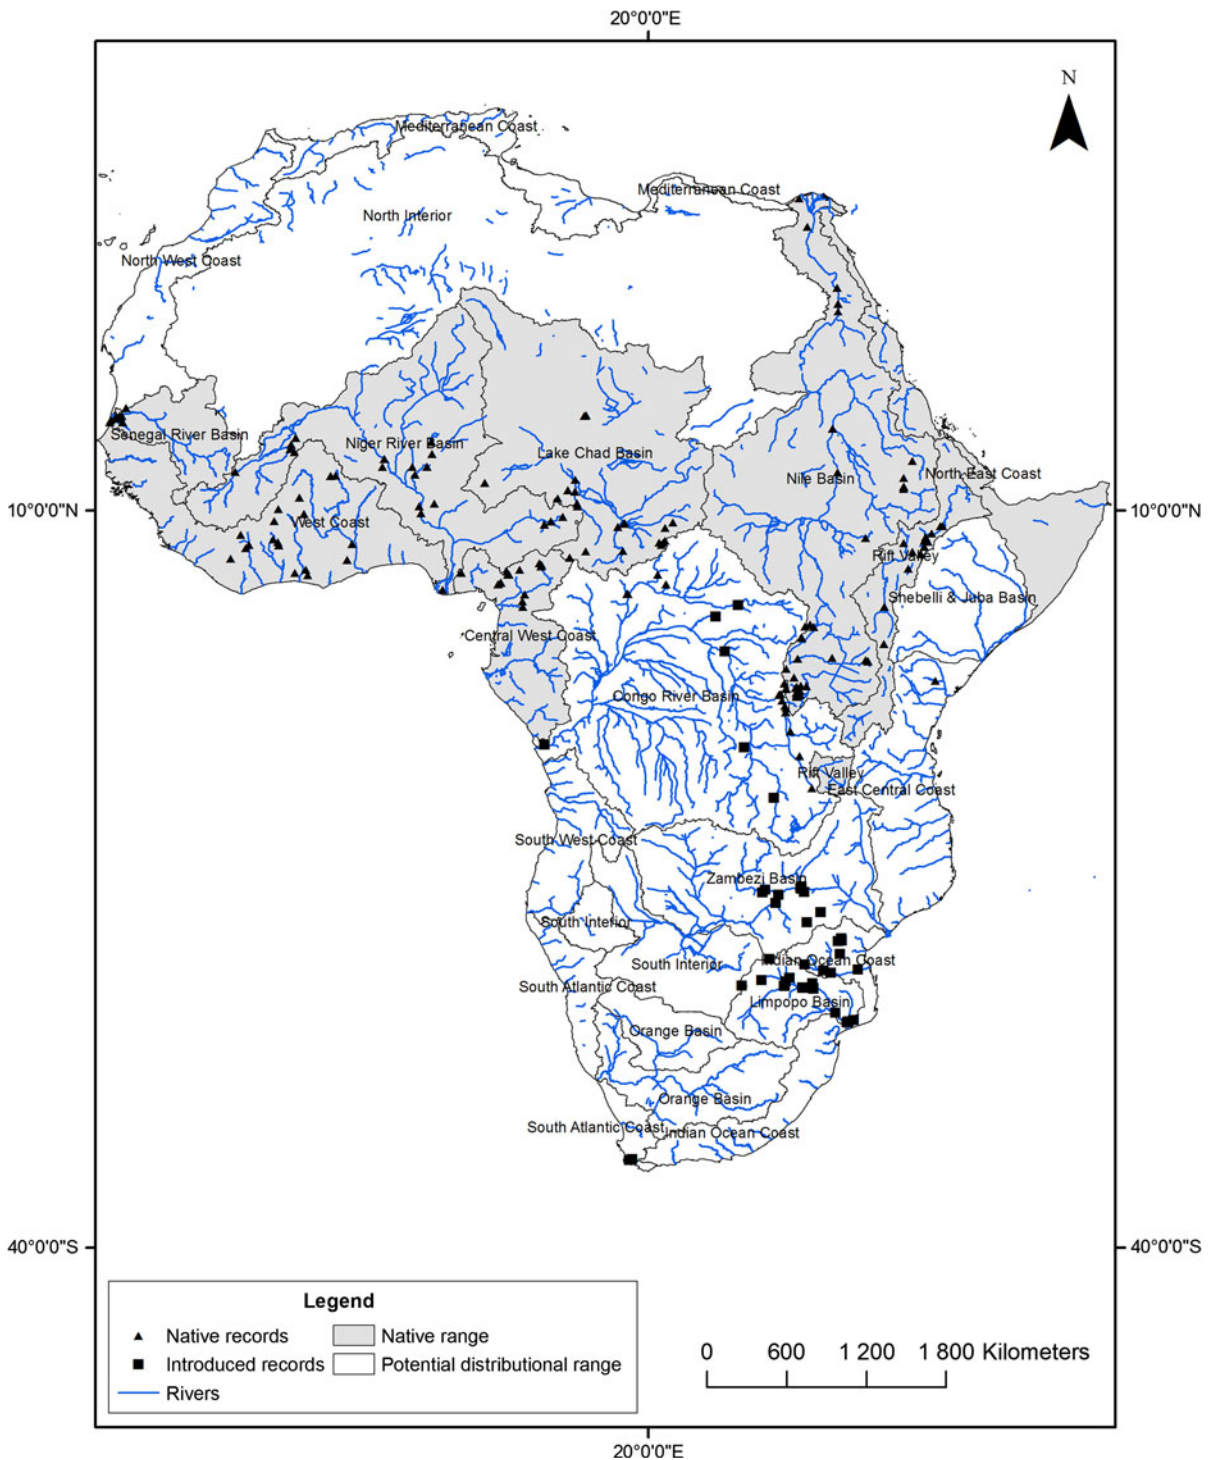 20°0'0"E
N
Mediterranean Coast
Mediterranean Coast
North Interior
North West Coast
Senegal River Basin
Niger River Basin
Lake Chad Basin
Nile Basin
North East Coast
10°0'0"N
10°0'0"N
West Coast
Rift Valley
Shebelli & Juba Basin
Central West Coast
Congo River Basin
Rift Valley
East Central Coast
South West Coast
Zambezi Basin
South Interior
South Interior
Indian Ocean Coast
South Atlantic Coast
Limpopo Basin
Orange Basin
Orange Basin
South Atlantic Coast
Indian Ocean Coast
40°0'0"S
40°0'0"S
Legend
Native records
Native range
Introduced records
Potential distributional range
Rivers
0 600 1 200 1 800 Kilometers
20°0'0"E